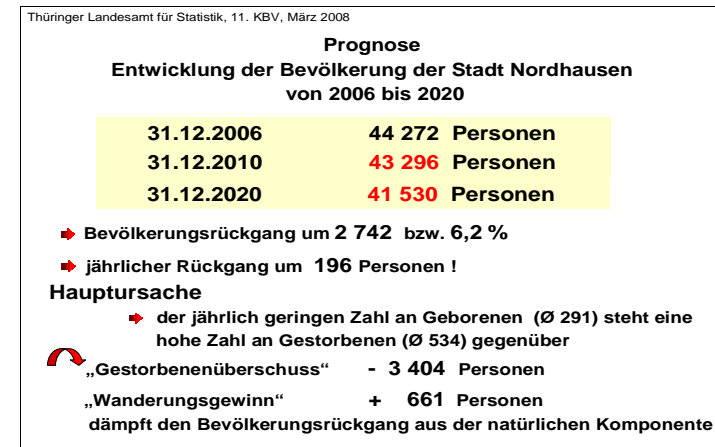 Thüringer Landesamt für Statistik, 11. KBV, März 2008
Prognose
Entwicklung der Bevölkerung der Stadt Nordhausen
von 2006 bis 2020
31.12.2006 44 272 Personen
31.12.2010 43 296 Personen
31.12.2020 41 530 Personen
Bevölkerungsrückgang um 2 742 bzw. 6,2 %
jährlicher Rückgang um 196 Personen !
Hauptursache
der jährlich geringen Zahl an Geborenen (Ø 291) steht eine
hohe Zahl an Gestorbenen (Ø 534) gegenüber
„Gestorbenenüberschuss“ - 3 404 Personen
„Wanderungsgewinn“ + 661 Personen
dämpft den Bevölkerungsrückgang aus der natürlichen Komponente